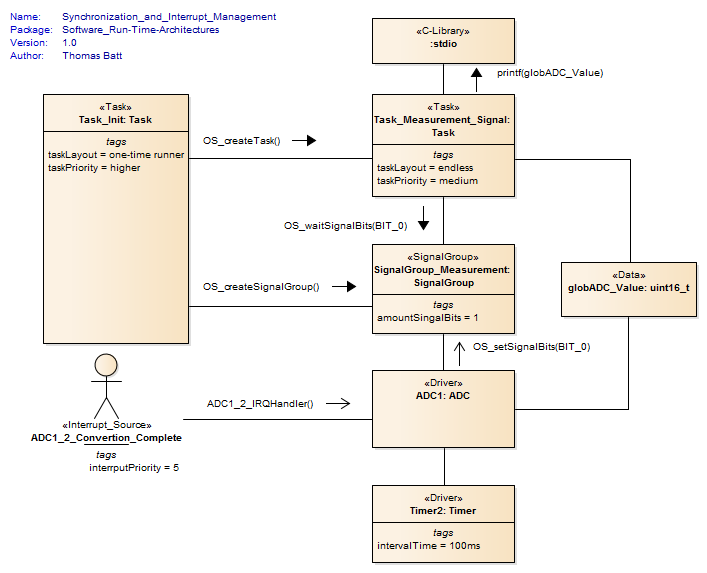 Name: Synchronization_and_Interrupt_Management
Package: Software_Run-Time-Architectures
Version: 1.0
Author: Thomas Batt
«C-Library»
:stdio
printf(globADC_Value)
«Task»
Task_Init: Task
tags
taskLayout = one-time runner
taskPriority = higher
OS_createTask()
«Task»
Task_Measurement_Signal:
Task
tags
taskLayout = endless
taskPriority = medium
OS_waitSignalBits(BIT_0)
«SignalGroup»
SignalGroup_Measurement:
SignalGroup
tags
amountSingalBits = 1
OS_createSignalGroup()
«Data»
globADC_Value: uint16_t
OS_setSignalBits(BIT_0)
«Driver»
ADC1: ADC
ADC1_2_IRQHandler()
«Interrupt_Source»
ADC1_2_Convertion_Complete
tags
interrputPriority = 5
«Driver»
Timer2: Timer
tags
intervalTime = 100ms